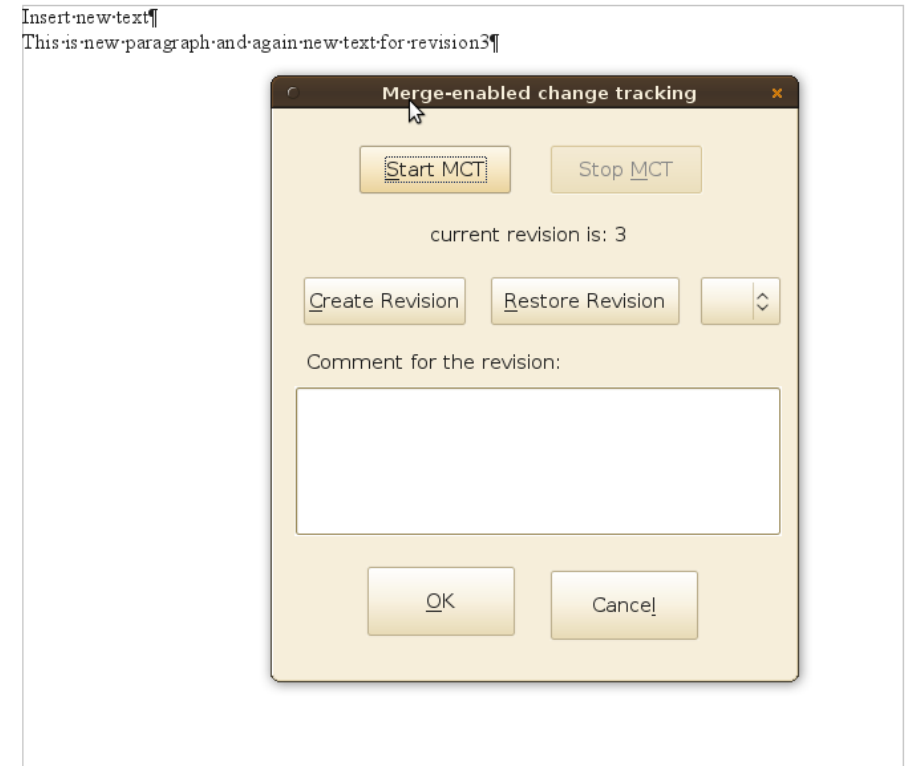 Insert·new·text¶
This·is·new·paragraph·and·again·new·text·for·revision3¶
Merge-enabled change tracking
Start MCT Stop MCT
current revision is: 3
Create Revision Restore Revision
Comment for the revision:
OK Cancel